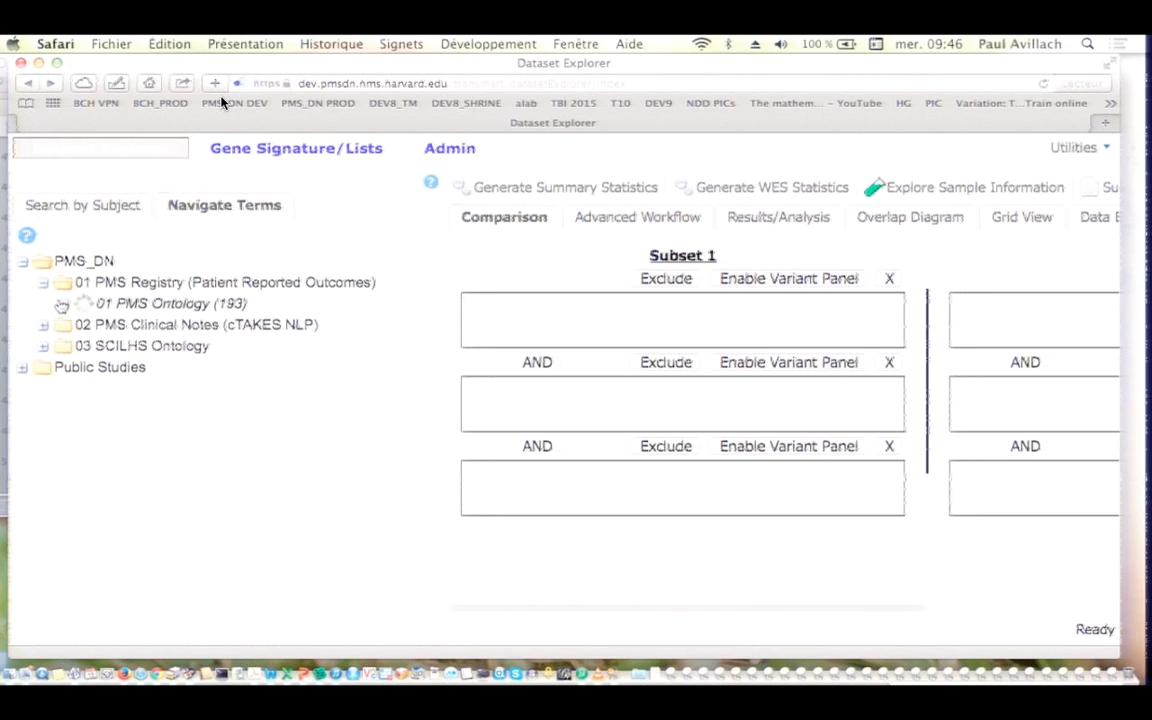 Safari Fichier Édition Présentation Historique Signets Développement Fenêtre Aide 100 % mer. 09:46 Paul Avillach
Dataset Explorer
https dev.pmsdn.hms.harvard.edu
BCH VPN BCH_PROD PMS_DN DEV PMS_DN PROD DEV8_TM DEV8_SHRINE alab TBI 2015 T10 DEV9 NDD PICs The mathem... – YouTube HG PIC Variation: T...Train online >>
Dataset Explorer
Gene Signature/Lists Admin Utilities
Generate Summary Statistics Generate WES Statistics Explore Sample Information Su
Search by Subject Navigate Terms
Comparison Advanced Workflow Results/Analysis Overlap Diagram Grid View Data E
PMS_DN
01 PMS Registry (Patient Reported Outcomes)
01 PMS Ontology (193)
02 PMS Clinical Notes (cTAKES NLP)
03 SCILHS Ontology
Public Studies
Subset 1
Exclude Enable Variant Panel X
AND Exclude Enable Variant Panel X AND
AND Exclude Enable Variant Panel X AND
Ready